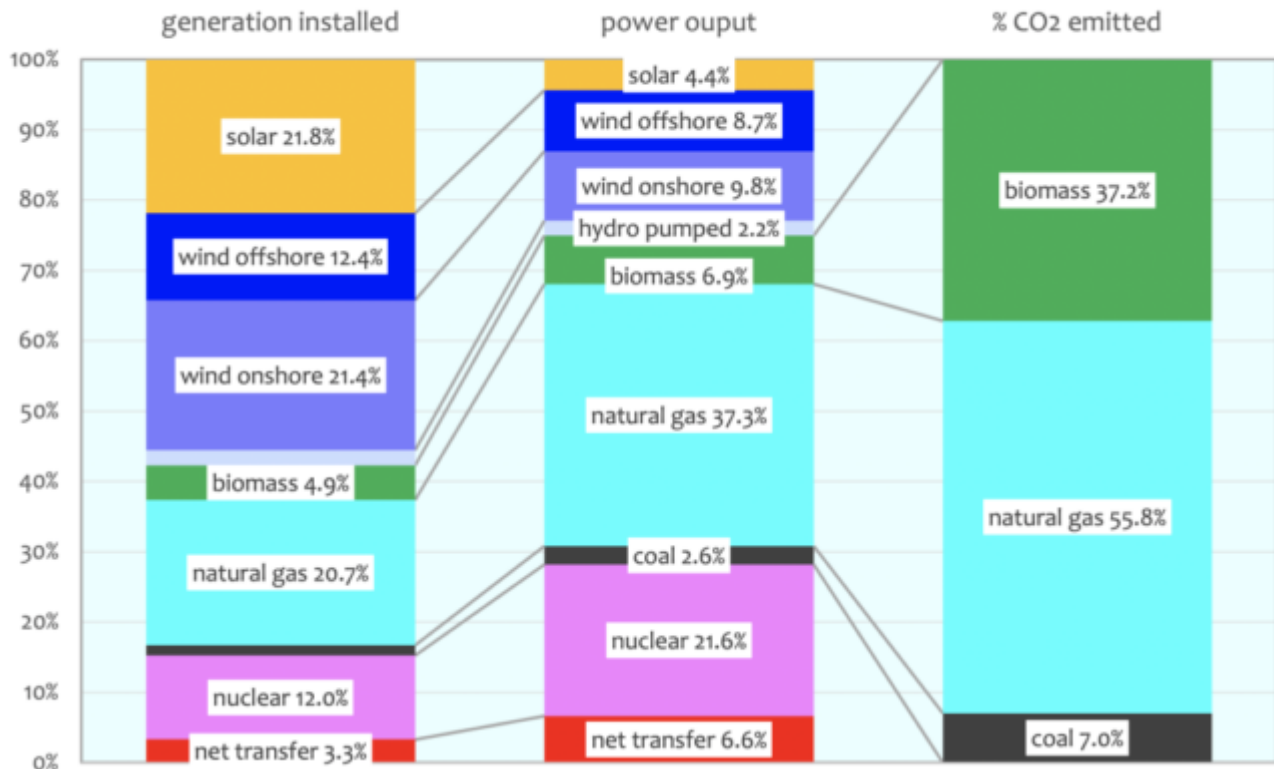 generation installed
power ouput
% CO2 emitted
100%
90%
80%
70%
60%
50%
40%
30%
20%
10%
0%
solar 21.8%
wind offshore 12.4%
wind onshore 21.4%
biomass 4.9%
natural gas 20.7%
nuclear 12.0%
net transfer 3.3%
solar 4.4%
wind offshore 8.7%
wind onshore 9.8%
hydro pumped 2.2%
biomass 6.9%
natural gas 37.3%
coal 2.6%
nuclear 21.6%
net transfer 6.6%
biomass 37.2%
natural gas 55.8%
coal 7.0%